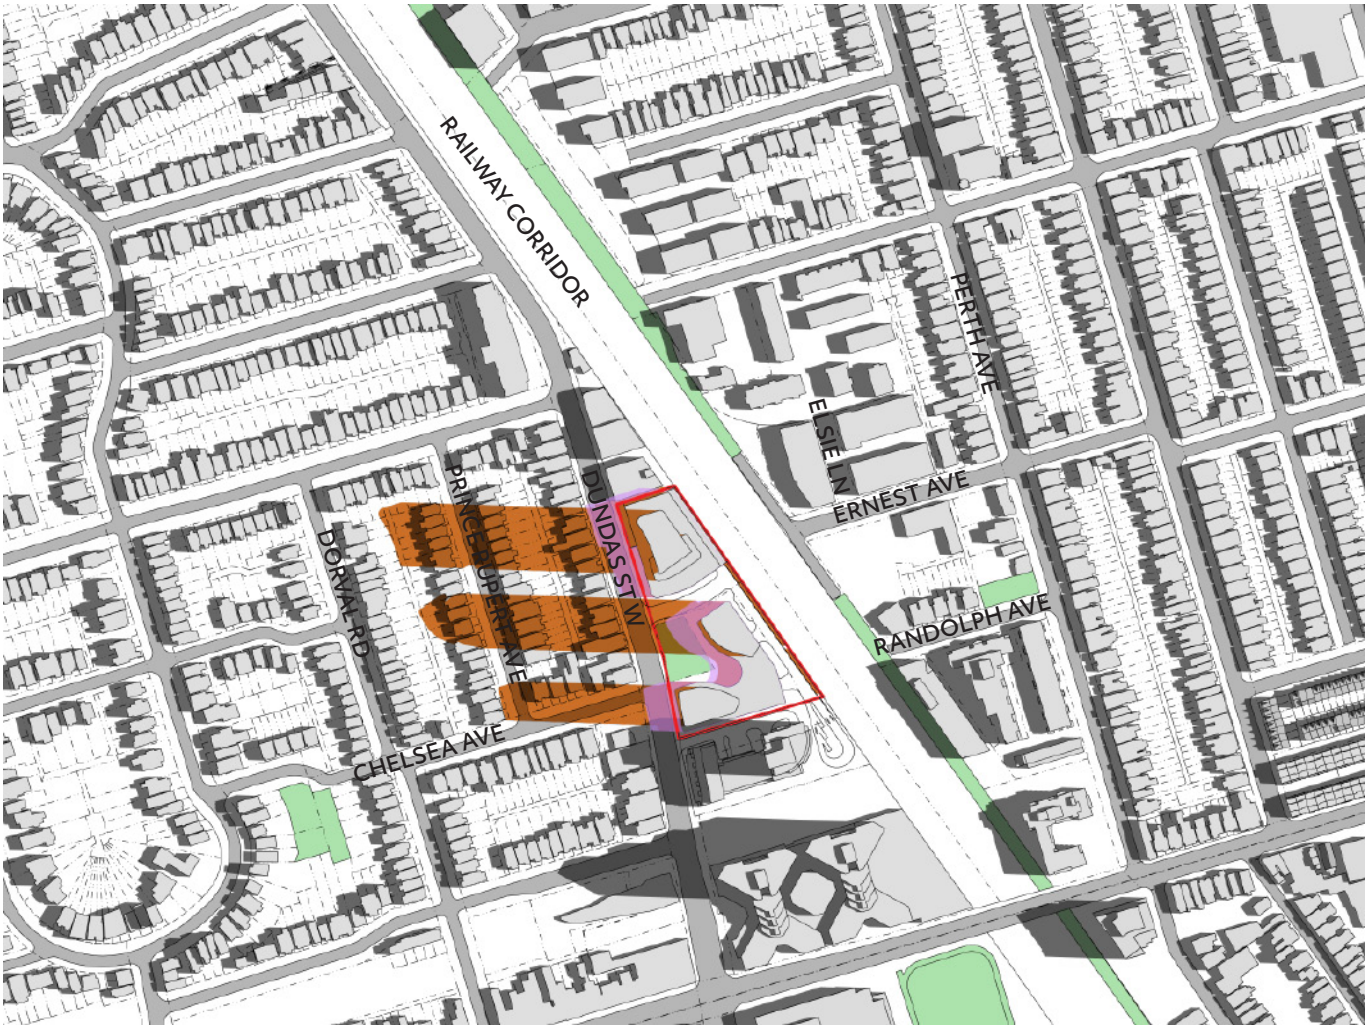 RAILWAY CORRIDOR
PERTH AVE
ELSIE LN
ERNEST AVE
DUNDAS ST W
PRINCE RUPERT AVE
DORVAL RD
RANDOLPH AVE
CHELSEA AVE